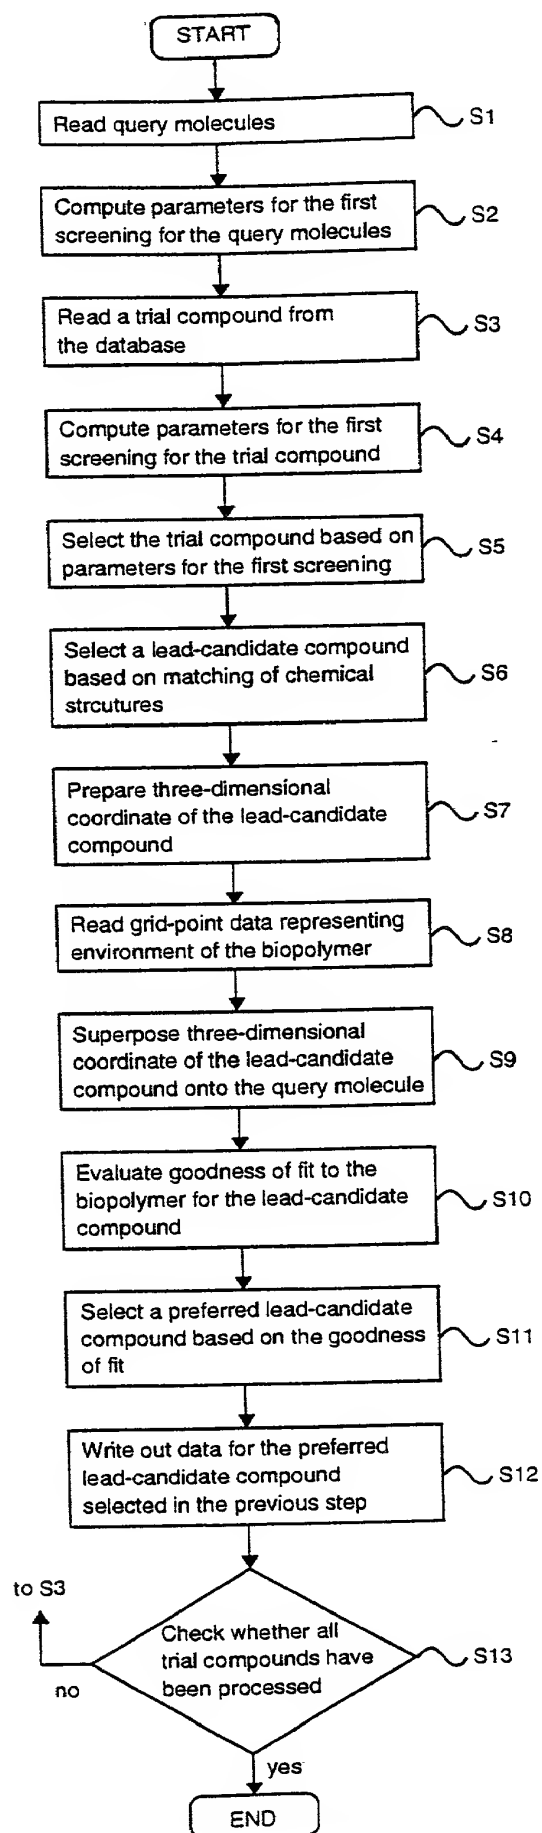 START
Read query molecules
S1
Compute parameters for the first
screening for the query molecules
S2
Read a trial compound from
the database
S3
Compute parameters for the first
screening for the trial compound
S4
Select the trial compound based on
parameters for the first screening
S5
Select a lead-candidate compound
based on matching of chemical
strcutures
S6
Prepare three-dimensional
coordinate of the lead-candidate
compound
S7
Read grid-point data representing
environment of the biopolymer
S8
Superpose three-dimensional
coordinate of the lead-candidate
compound onto the query molecule
S9
Evaluate goodness of fit to the
biopolymer for the lead-candidate
compound
S10
Select a preferred lead-candidate
compound based on the goodness
of fit
S11
Write out data for the preferred
lead-candidate compound
selected in the previous step
S12
to S3
Check whether all
trial compounds have
been processed
S13
no
yes
END